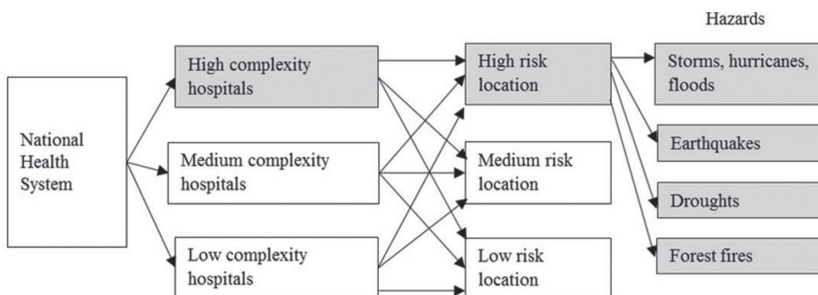 Hazards
National
Health
System
High complexity
hospitals
Medium complexity
hospitals
Low complexity
hospitals
High risk
location
Medium risk
location
Low risk
location
Storms, hurricanes,
floods
Earthquakes
Droughts
Forest fires